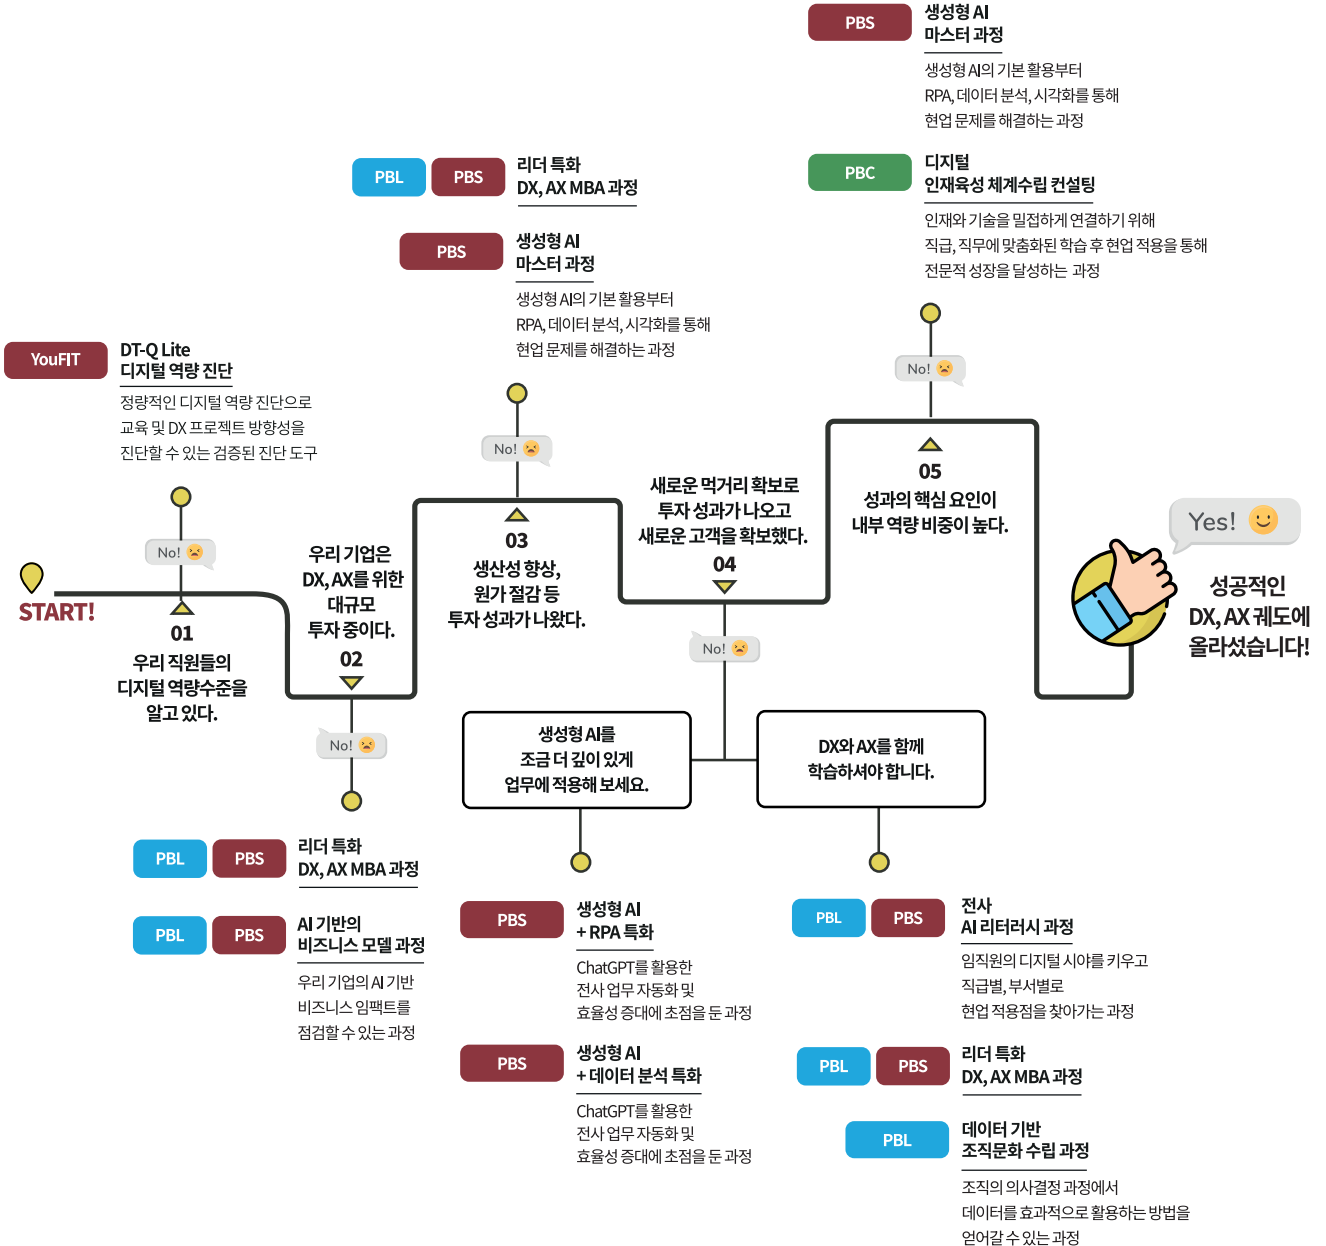 START!
YouFIT
DT-Q Lite
디지털 역량 진단
정량적인 디지털 역량 진단으로
교육 및 DX 프로젝트 방향성을
진단할 수 있는 검증된 진단 도구
No!
01
우리 직원들의
디지털 역량수준을
알고 있다.
우리 기업은
DX, AX를 위한
대규모
투자 중이다.
02
No!
PBL
PBS
리더 특화
DX, AX MBA 과정
PBL
PBS
AI 기반의
비즈니스 모델 과정
우리 기업의 AI 기반
비즈니스 임팩트를
점검할 수 있는 과정
PBL
PBS
리더 특화
DX, AX MBA 과정
PBS
생성형 AI
마스터 과정
생성형 AI의 기본 활용부터
RPA, 데이터 분석, 시각화를 통해
현업 문제를 해결하는 과정
No!
03
생산성 향상,
원가 절감 등
투자 성과가 나왔다.
새로운 먹거리 확보로
투자 성과가 나오고
새로운 고객을 확보했다.
04
No!
생성형 AI를
조금 더 깊이 있게
업무에 적용해 보세요.
DX와 AX를 함께
학습하셔야 합니다.
PBS
생성형 AI
+ RPA 특화
ChatGPT를 활용한
전사 업무 자동화 및
효율성 증대에 초점을 둔 과정
PBS
생성형 AI
+ 데이터 분석 특화
ChatGPT를 활용한
전사 업무 자동화 및
효율성 증대에 초점을 둔 과정
PBL
PBS
전사
AI 리터러시 과정
임직원의 디지털 시야를 키우고
직급별, 부서별로
현업 적용점을 찾아가는 과정
PBL
PBS
리더 특화
DX, AX MBA 과정
PBL
데이터 기반
조직문화 수립 과정
조직의 의사결정 과정에서
데이터를 효과적으로 활용하는 방법을
얻어갈 수 있는 과정
PBS
생성형 AI
마스터 과정
생성형 AI의 기본 활용부터
RPA, 데이터 분석, 시각화를 통해
현업 문제를 해결하는 과정
PBC
디지털
인재육성 체계수립 컨설팅
인재와 기술을 밀접하게 연결하기 위해
직급, 직무에 맞춤화된 학습 후 현업 적용을 통해
전문적 성장을 달성하는 과정
No!
05
성과의 핵심 요인이
내부 역량 비중이 높다.
Yes!
성공적인
DX, AX 궤도에
올라섰습니다!